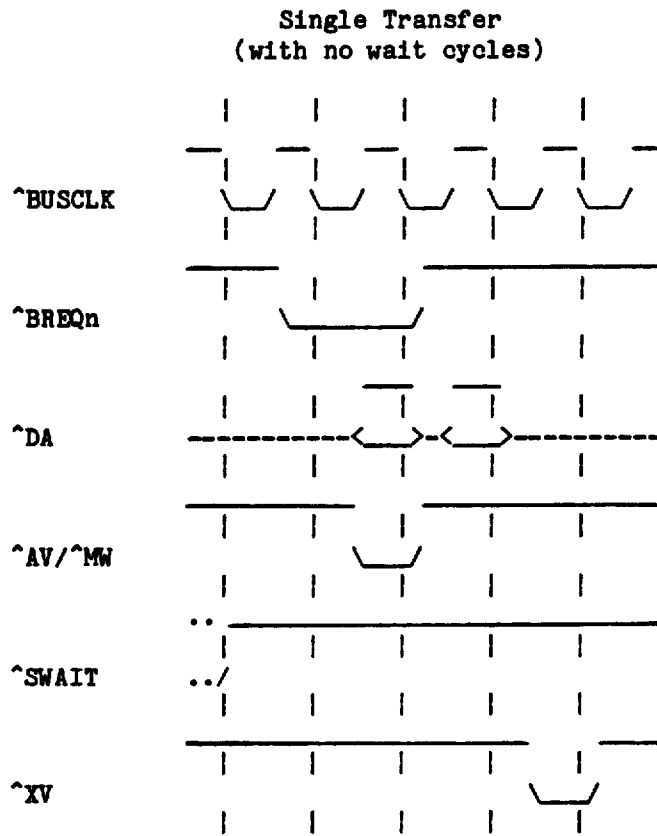 Single Transfer
(with no wait cycles)
^BUSCLK
^BREQn
^DA
^AV/^MW
^SWAIT
^XV